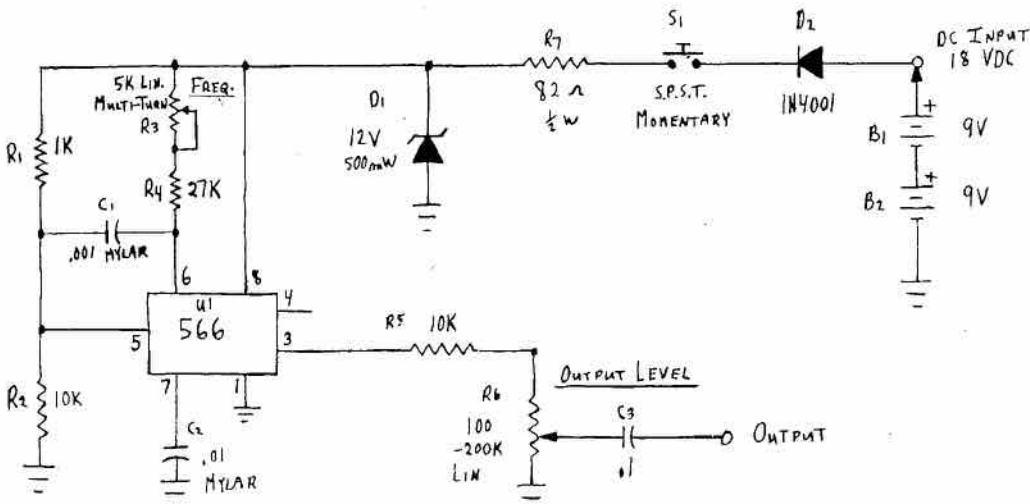 S1
D2
DC INPUT
18 VDC
R7
82 Ω
½ W
S.P.S.T.
MOMENTARY
1N4001
+
B1
9V
+
B2
9V
5K LIN.
MULTI-TURN
FREQ.
R3
D1
12V
500mW
R1
1K
R4
27K
C1
.001 MYLAR
6
8
U1
566
4
5
3
7
1
R5
10K
R2
10K
C2
.01
MYLAR
OUTPUT LEVEL
R6
100
-200K
LIN
C3
.1
OUTPUT